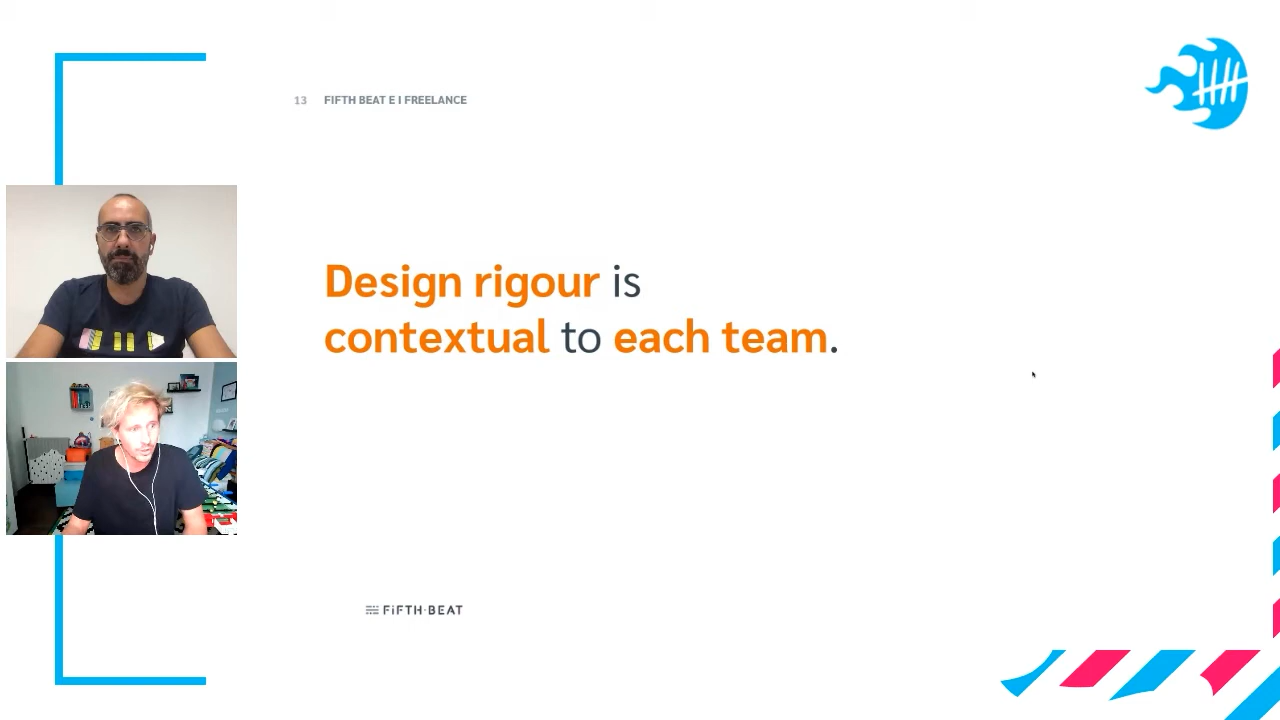 13 FIFTH BEAT E I FREELANCE
Design rigour is
contextual to each team.
FiFTH·BEAT